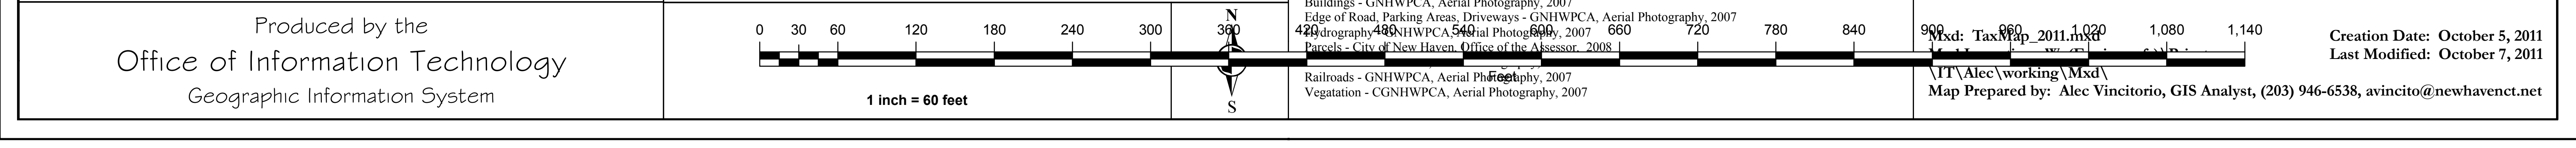 Produced by the
Office of Information Technology
Geographic Information System
0 30 60 120 180 240 300 360 420 480 540 600 660 720 780 840 900 960 1,020 1,080 1,140
Feet
1 inch = 60 feet
N
S
Buildings - GNHWPCA, Aerial Photography, 2007
Edge of Road, Parking Areas, Driveways - GNHWPCA, Aerial Photography, 2007
Hydrography - GNHWPCA, Aerial Photography, 2007
Parcels - City of New Haven, Office of the Assessor, 2008
Railroads - GNHWPCA, Aerial Photography, 2007
Vegatation - CGNHWPCA, Aerial Photography, 2007
Mxd: TaxMap_2011.mxd
\IT\Alec\working\Mxd\
Map Prepared by: Alec Vincitorio, GIS Analyst, (203) 946-6538, avincito@newhavenct.net
Creation Date: October 5, 2011
Last Modified: October 7, 2011